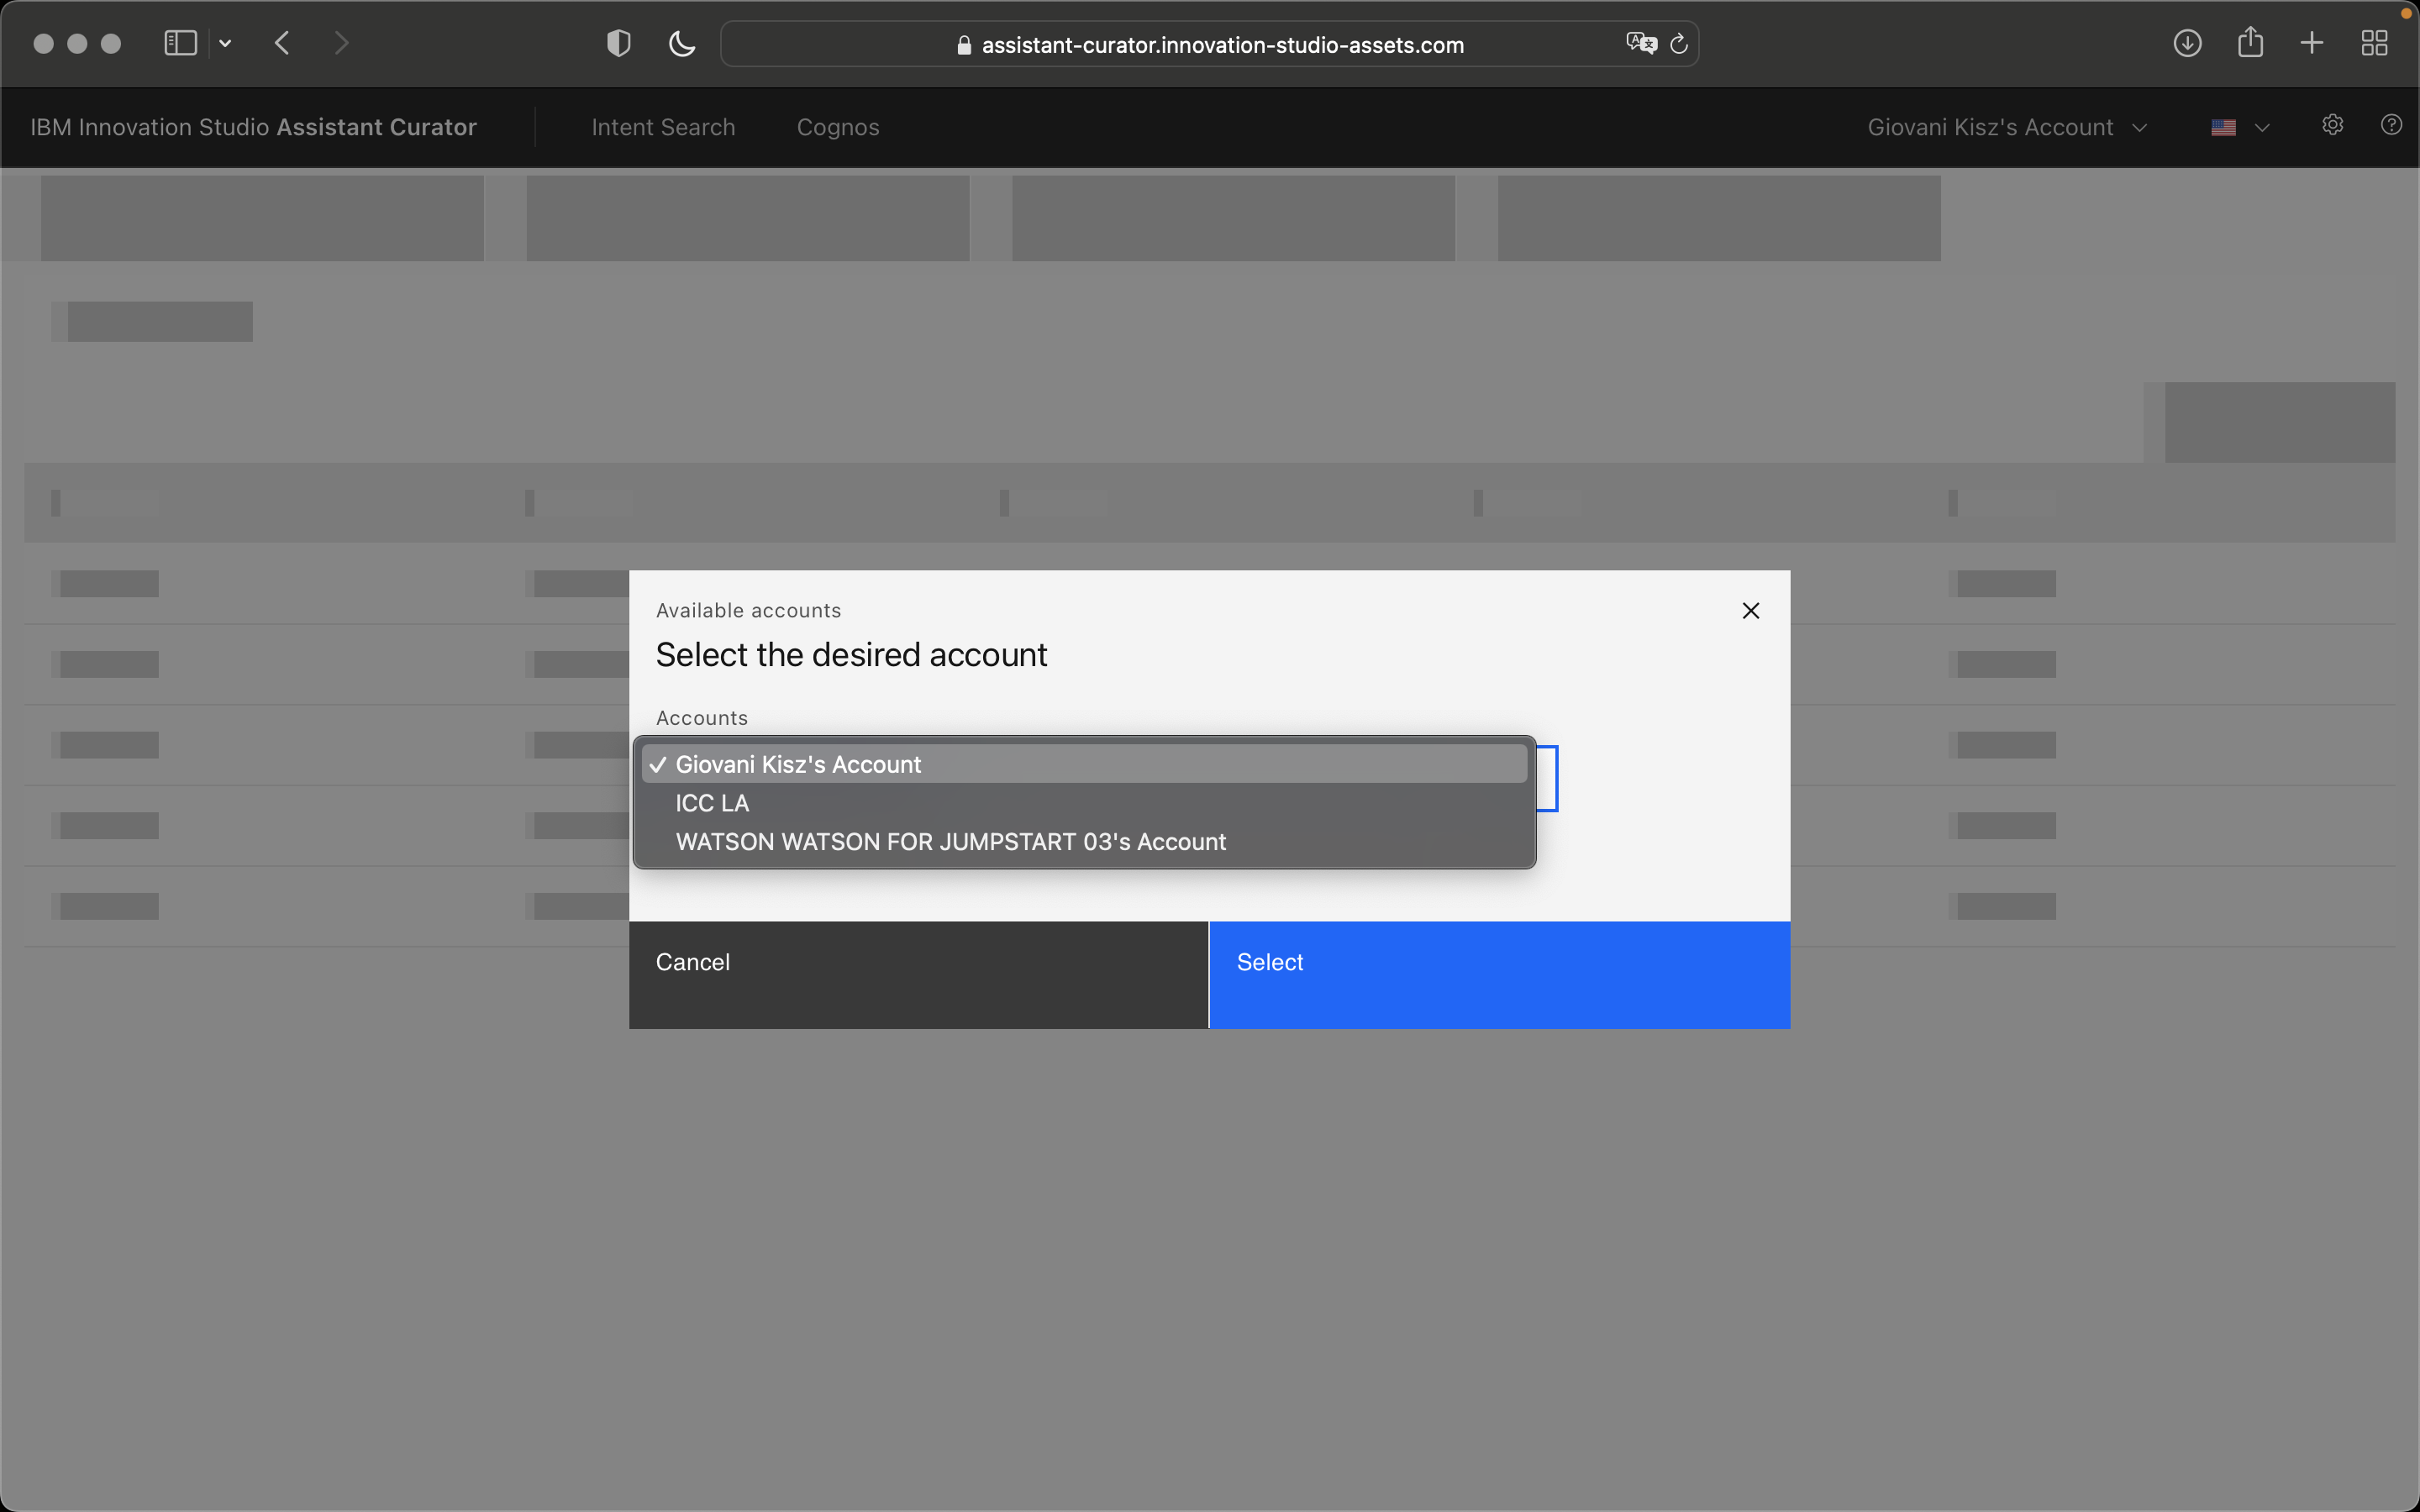 assistant-curator.innovation-studio-assets.com
IBM Innovation Studio Assistant Curator
Intent Search
Cognos
Giovani Kisz's Account
Available accounts
Select the desired account
Accounts
✓ Giovani Kisz's Account
ICC LA
WATSON WATSON FOR JUMPSTART 03's Account
Cancel
Select